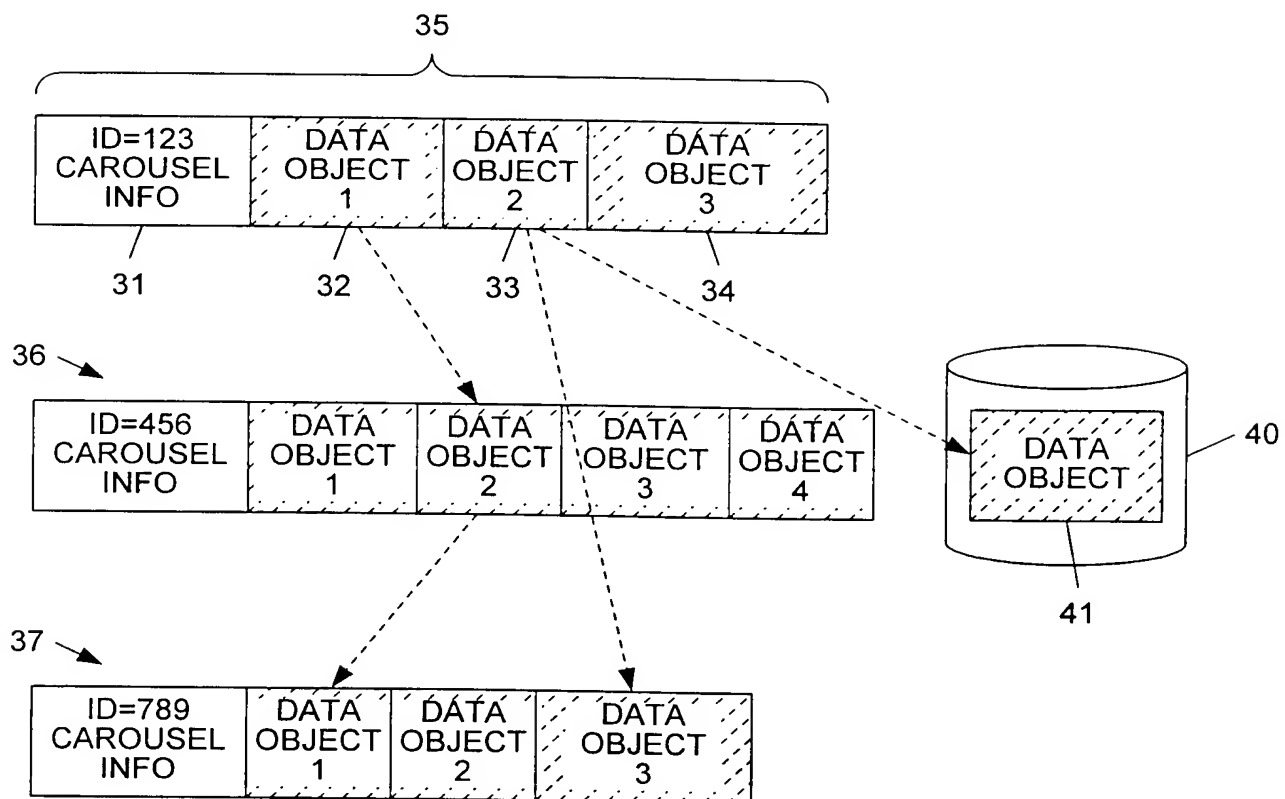 35
ID=123
CAROUSEL
INFO
DATA
OBJECT
1
DATA
OBJECT
2
DATA
OBJECT
3
31
32
33
34
36
ID=456
CAROUSEL
INFO
DATA
OBJECT
1
DATA
OBJECT
2
DATA
OBJECT
3
DATA
OBJECT
4
DATA
OBJECT
40
41
37
ID=789
CAROUSEL
INFO
DATA
OBJECT
1
DATA
OBJECT
2
DATA
OBJECT
3